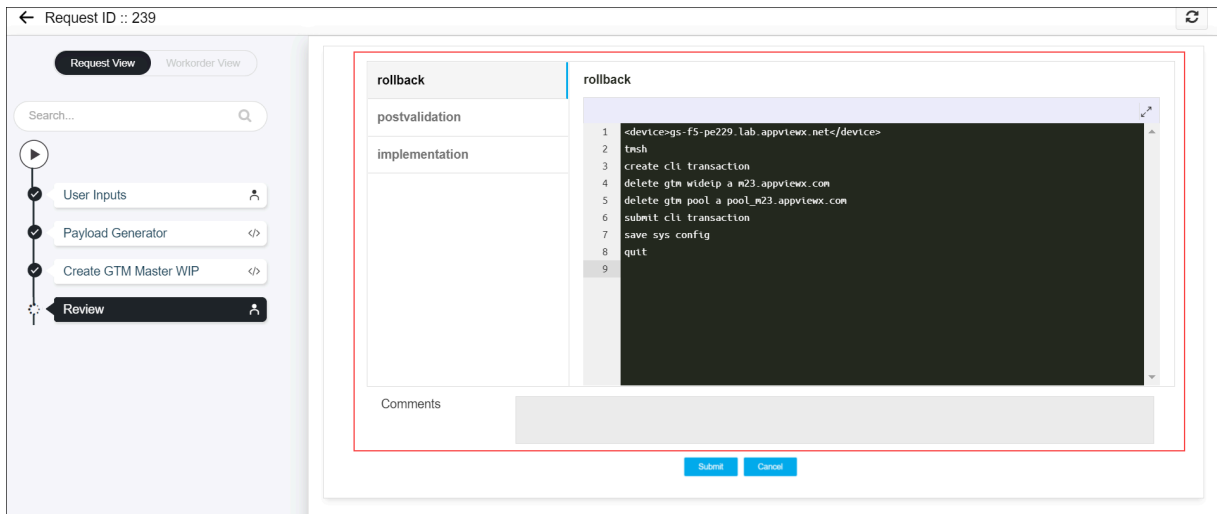 Request ID :: 239
Request View
Workorder View
Search...
User Inputs
Payload Generator
</>
Create GTM Master WIP
</>
Review
rollback
postvalidation
implementation
rollback
1 <device>gs-f5-pe229.lab.appviewx.net</device>
2 tmsh
3 create cli transaction
4 delete gtm wideip a m23.appviewx.com
5 delete gtm pool a pool_m23.appviewx.com
6 submit cli transaction
7 save sys config
8 quit
9
Comments
Submit
Cancel